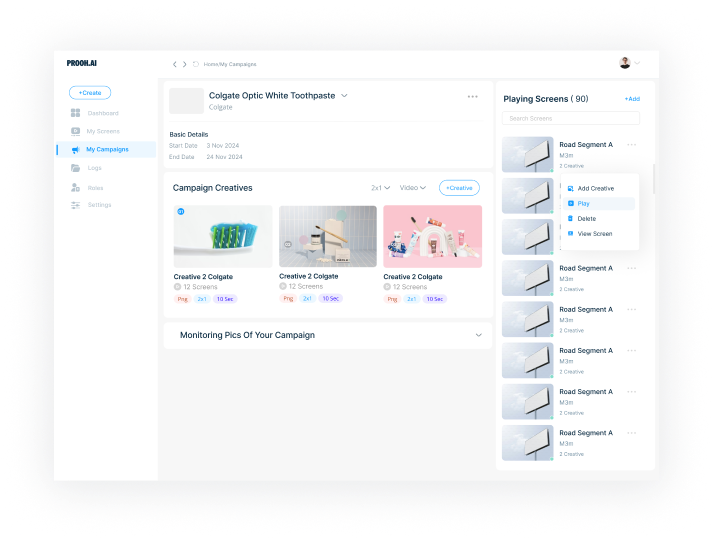 PROOH.AI
Home/My Campaigns
+Create
Dashboard
My Screens
My Campaigns
Logs
Roles
Settings
Colgate Optic White Toothpaste
Colgate
Basic Details
Start Date 3 Nov 2024
End Date 24 Nov 2024
Campaign Creatives
2x1
Video
+Creative
Creative 2 Colgate
12 Screens
Png 2x1 10 Sec
Creative 2 Colgate
12 Screens
Png 2x1 10 Sec
Creative 2 Colgate
12 Screens
Png 2x1 10 Sec
Monitoring Pics Of Your Campaign
Playing Screens ( 90)
+Add
Search Screens
Road Segment A
M3m
2 Creative
Add Creative
Play
Delete
View Screen
Road Segment A
M3m
2 Creative
Road Segment A
M3m
2 Creative
Road Segment A
M3m
2 Creative
Road Segment A
M3m
2 Creative
Road Segment A
M3m
2 Creative